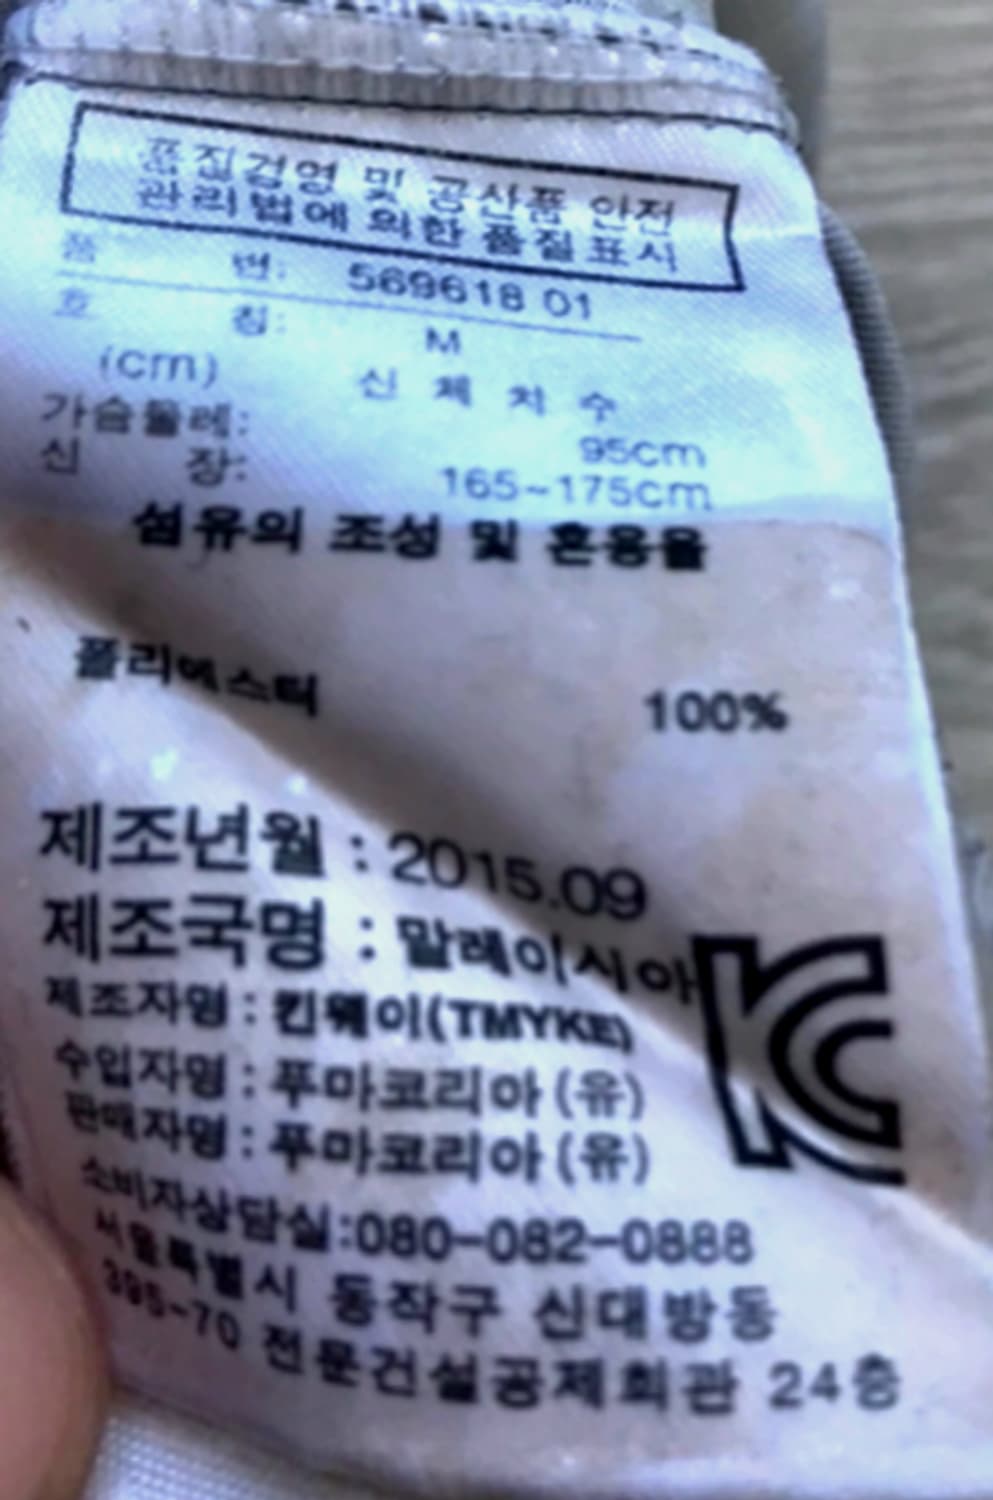 품질경영 및 공산품 안전
관리법에 의한 품질표시
품 번: 569618 01
호 칭: M
(cm) 신 체 치 수
가슴둘레: 95cm
신 장: 165~175cm
섬유의 조성 및 혼용율
폴리에스터 100%
제조년월 : 2015.09
제조국명 : 말레이시아
제조자명 : 킨웨이(TMYKE)
수입자명 : 푸마코리아 (유)
판매자명 : 푸마코리아 (유)
소비자상담실:080-082-0888
서울특별시 동작구 신대방동
395-70 전문건설공제회관 24층